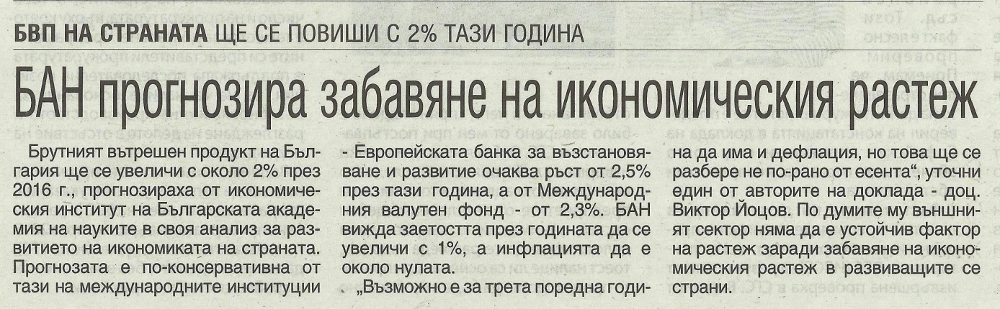 БВП НА СТРАНАТА ЩЕ СЕ ПОВИШИ С 2% ТАЗИ ГОДИНА
БАН прогнозира забавяне на икономическия растеж
Брутният вътрешен продукт на Бъл-
гария ще се увеличи с около 2% през
2016 г., прогнозираха от икономиче-
ския институт на Българската акаде-
мия на науките в своя анализ за раз-
витието на икономиката на страната.
Прогнозата е по-консервативна от
тази на международните институции
- Европейската банка за възстановя-
ване и развитие очаква ръст от 2,5%
през тази година, а от Международ-
ния валутен фонд - от 2,3%. БАН
вижда заетостта през годината да се
увеличи с 1%, а инфлацията да е
около нулата.
„Възможно е за трета поредна годи-
на да има и дефлация, но това ще се
разбере не по-рано от есента“, уточни
един от авторите на доклада - доц.
Виктор Йоцов. По думите му външни-
ят сектор няма да е устойчив фактор
на растеж заради забавяне на иконо-
мическия растеж в развиващите се
страни.